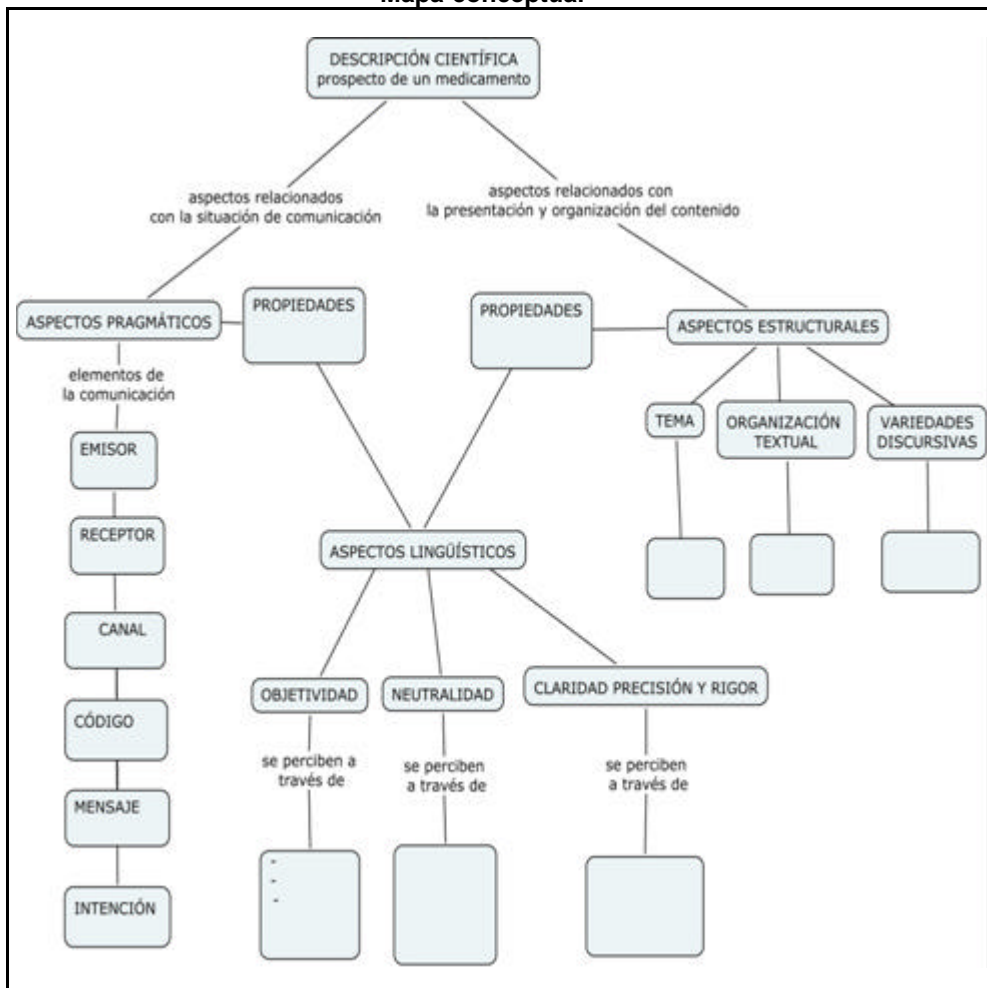 Mapa conceptual
DESCRIPCIÓN CIENTÍFICA
prospecto de un medicamento
aspectos relacionados
con la situación de comunicación
aspectos relacionados con
la presentación y organización del contenido
ASPECTOS PRAGMÁTICOS
PROPIEDADES
PROPIEDADES
ASPECTOS ESTRUCTURALES
elementos de
la comunicación
EMISOR
RECEPTOR
CANAL
CÓDIGO
MENSAJE
INTENCIÓN
TEMA
ORGANIZACIÓN
TEXTUAL
VARIEDADES
DISCURSIVAS
ASPECTOS LINGÜÍSTICOS
OBJETIVIDAD
NEUTRALIDAD
CLARIDAD PRECISIÓN Y RIGOR
se perciben a
través de
se perciben
a través de
se perciben
a través de
-
-
-